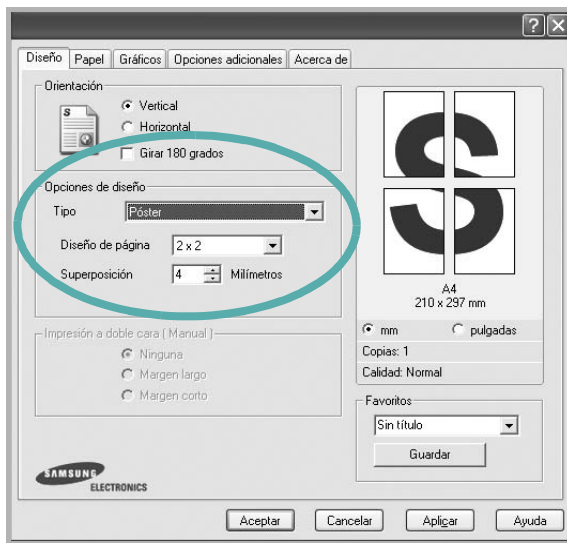 Diseño Papel Gráficos Opciones adicionales Acerca de
Orientación
S
Vertical
Horizontal
Girar 180 grados
Opciones de diseño
Tipo Póster
Diseño de página 2 x 2
Superposición 4 Milímetros
Impresión a doble cara ( Manual )
Ninguna
Margen largo
Margen corto
SAMSUNG
ELECTRONICS
S
A4
210 x 297 mm
mm pulgadas
Copias: 1
Calidad: Normal
Favoritos
Sin título
Guardar
Aceptar Cancelar Aplicar Ayuda